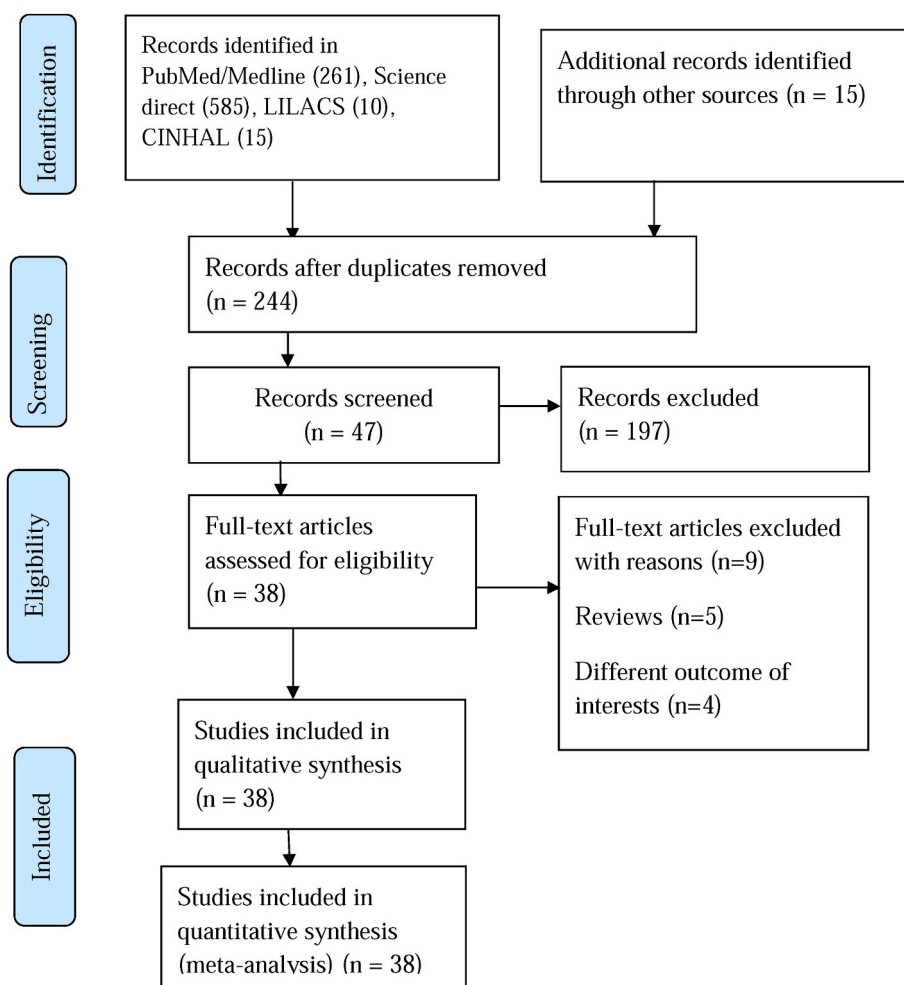 Identification
Records identified in
PubMed/Medline (261), Science
direct (585), LILACS (10),
CINHAL (15)
Additional records identified
through other sources (n = 15)
Screening
Records after duplicates removed
(n = 244)
Records screened
(n = 47)
Records excluded
(n = 197)
Eligibility
Full-text articles
assessed for eligibility
(n = 38)
Full-text articles excluded
with reasons (n=9)
Reviews (n=5)
Different outcome of
interests (n=4)
Included
Studies included in
qualitative synthesis
(n = 38)
Studies included in
quantitative synthesis
(meta-analysis) (n = 38)